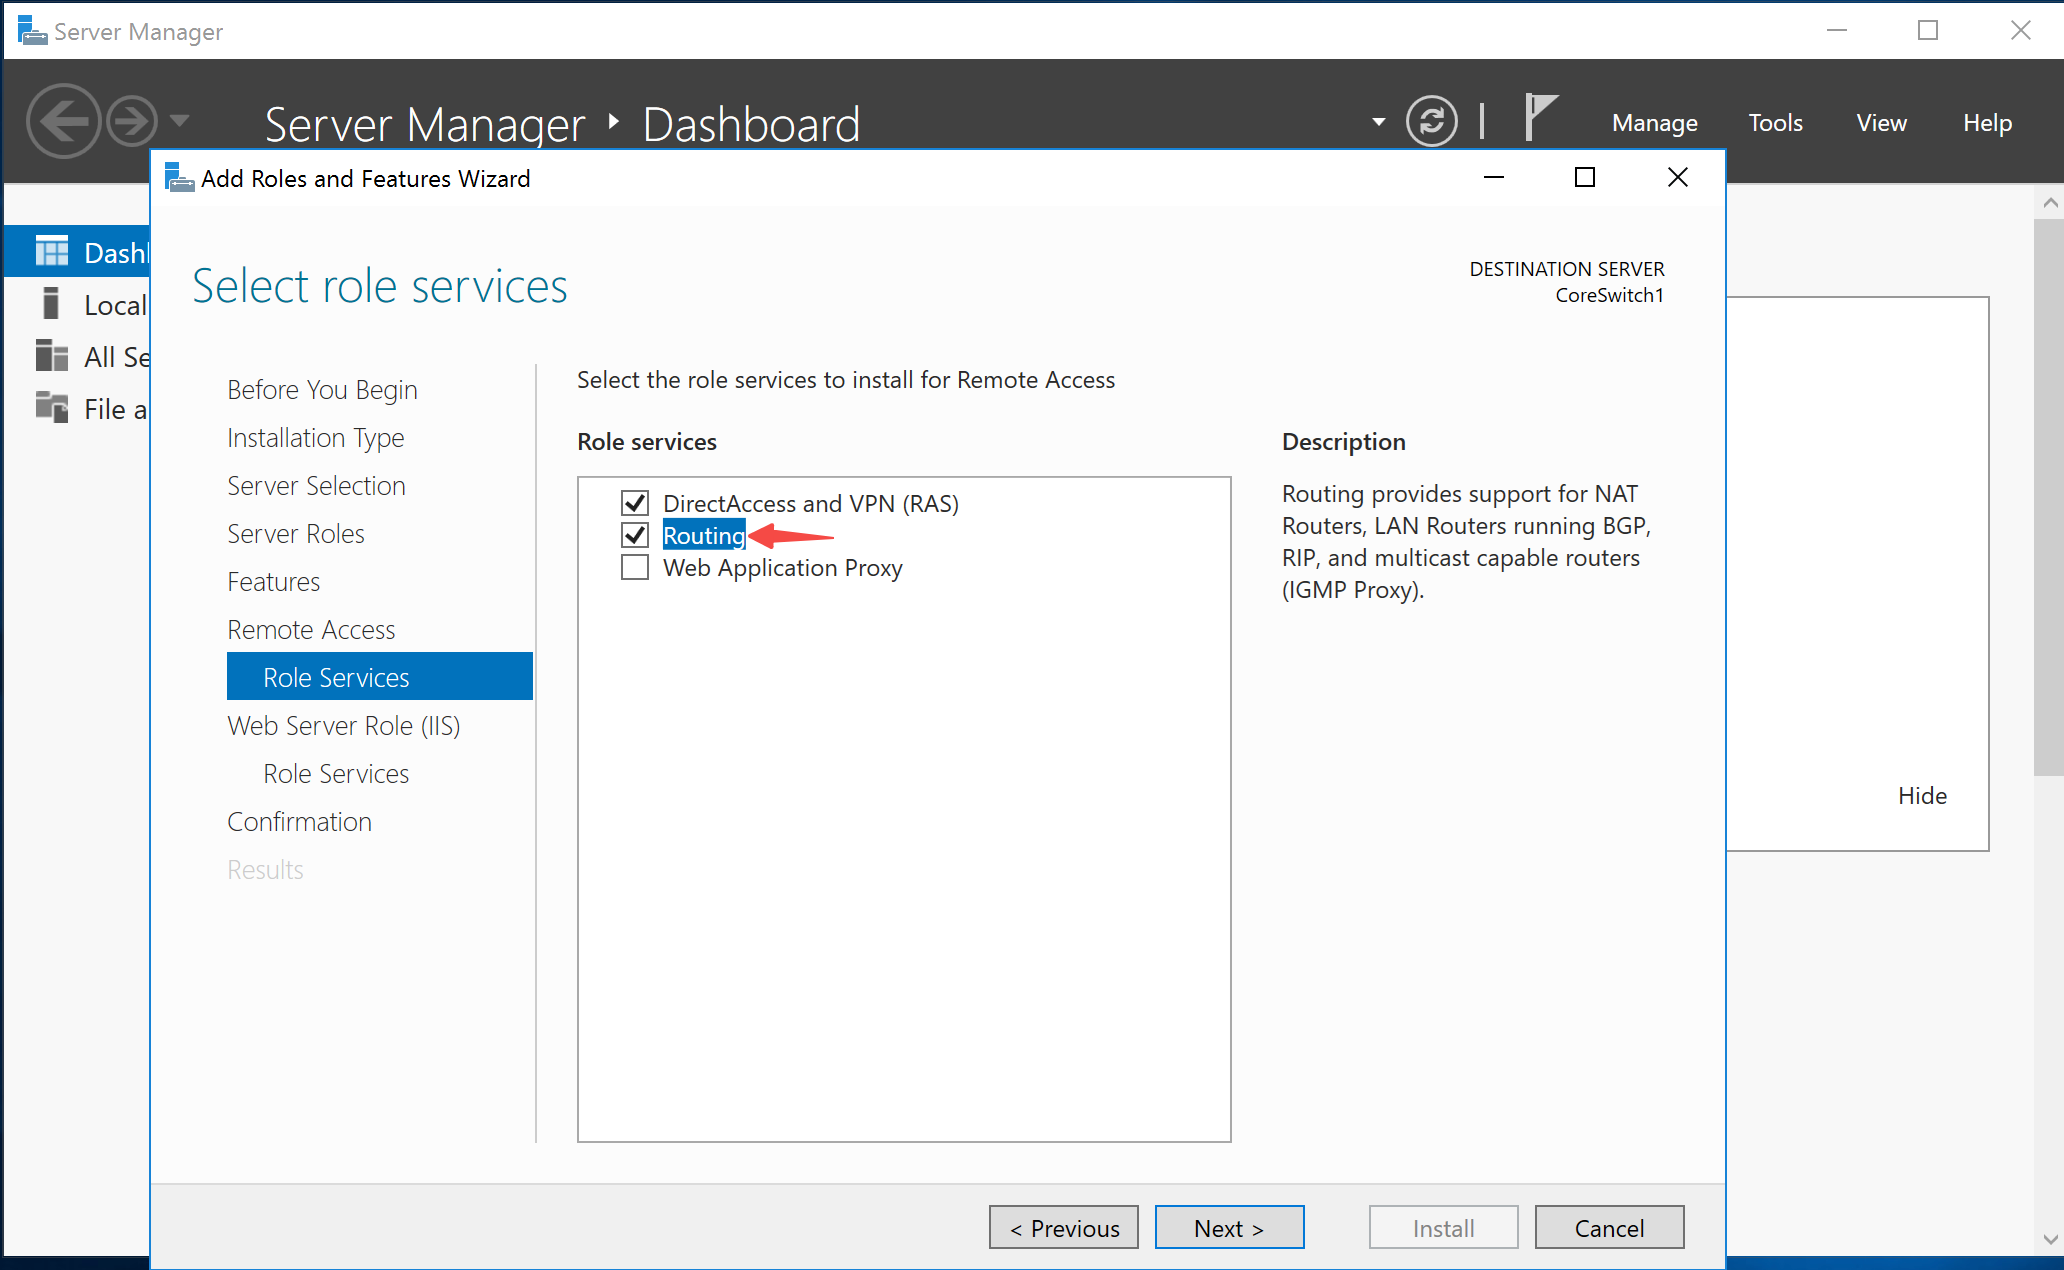 Server Manager
Server Manager ‣ Dashboard
Manage
Tools
View
Help
Add Roles and Features Wizard
Dash
Local
All Se
File a
Select role services
DESTINATION SERVER
CoreSwitch1
Before You Begin
Installation Type
Server Selection
Server Roles
Features
Remote Access
Role Services
Web Server Role (IIS)
Role Services
Confirmation
Results
Select the role services to install for Remote Access
Role services
DirectAccess and VPN (RAS)
Routing
Web Application Proxy
Description
Routing provides support for NAT
Routers, LAN Routers running BGP,
RIP, and multicast capable routers
(IGMP Proxy).
Hide
< Previous
Next >
Install
Cancel